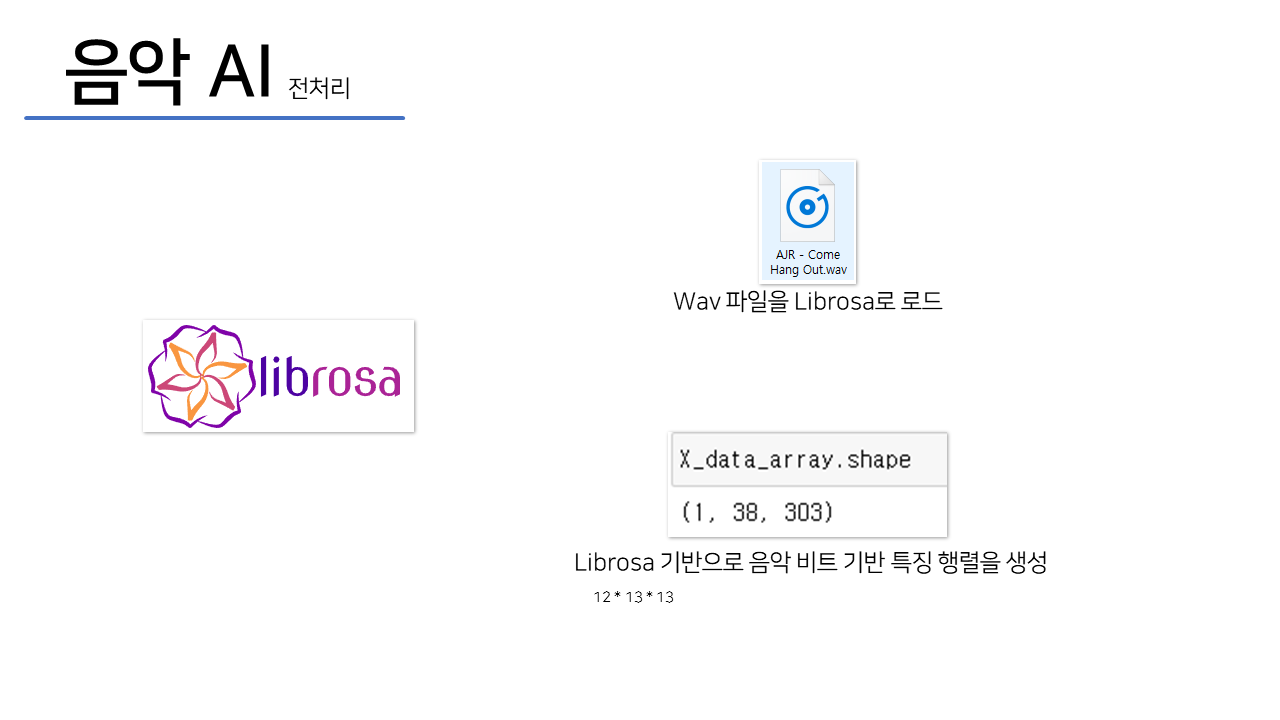 음악 AI 전처리
AJR - Come
Hang Out.wav
Wav 파일을 Librosa로 로드
librosa
X_data_array.shape
(1, 38, 303)
Librosa 기반으로 음악 비트 기반 특징 행렬을 생성
12 * 13 * 13